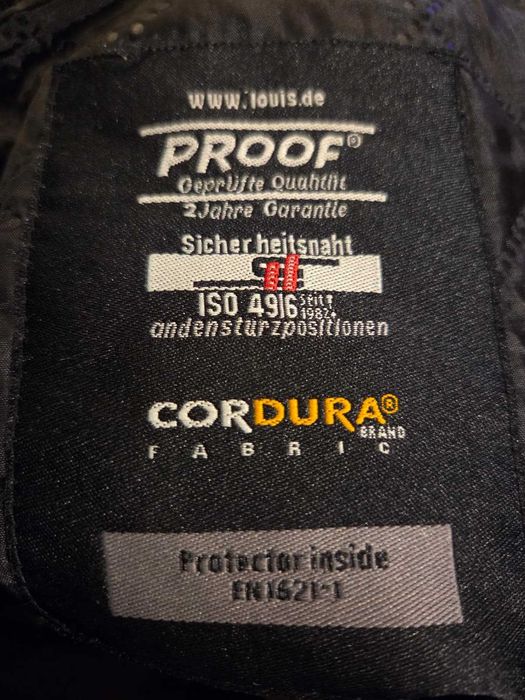 www.louis.de
PROOF®
Geprüfte Qualität
2 Jahre Garantie
Sicherheitsnaht
ISO 4916 Seite 1982
andensturzpositionen
CORDURA®
BRAND
FABRIC
Protector inside
EN1621-1